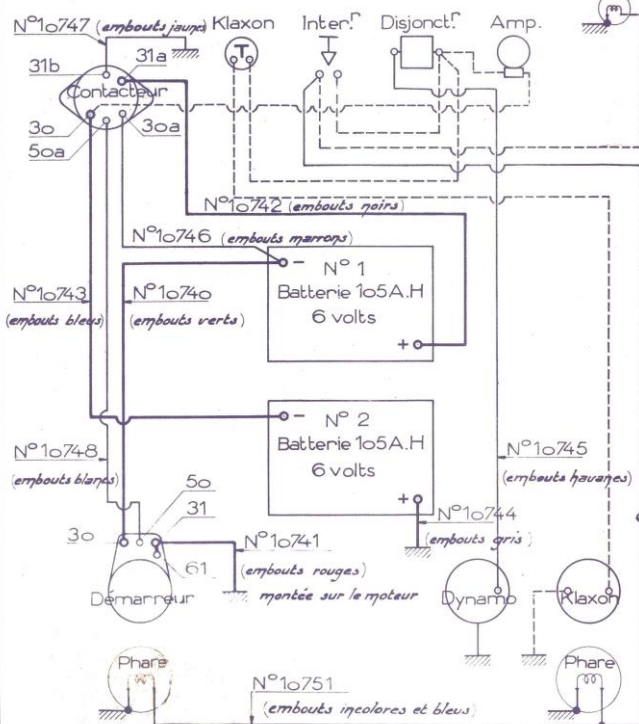 N°10747 (embouts jaunes)
Klaxon
Inter.r
Disjonct.r
Amp.
31b
31a
Contacteur
30
30a
50a
N°10742 (embouts noirs)
N°10746 (embouts marrons)
N° 1
Batterie 105A.H
6 volts
N°10743
(embouts bleus)
N°10740
(embouts verts)
N° 2
Batterie 105A.H
6 volts
N°10748
(embouts blancs)
N°10745
(embouts havanes)
50
31
30
61
N°10744
(embouts gris)
N°10741
(embouts rouges)
montée sur le moteur
Démarreur
Dynamo
Klaxon
Phare
N°10751
(embouts incolores et bleus)
Phare